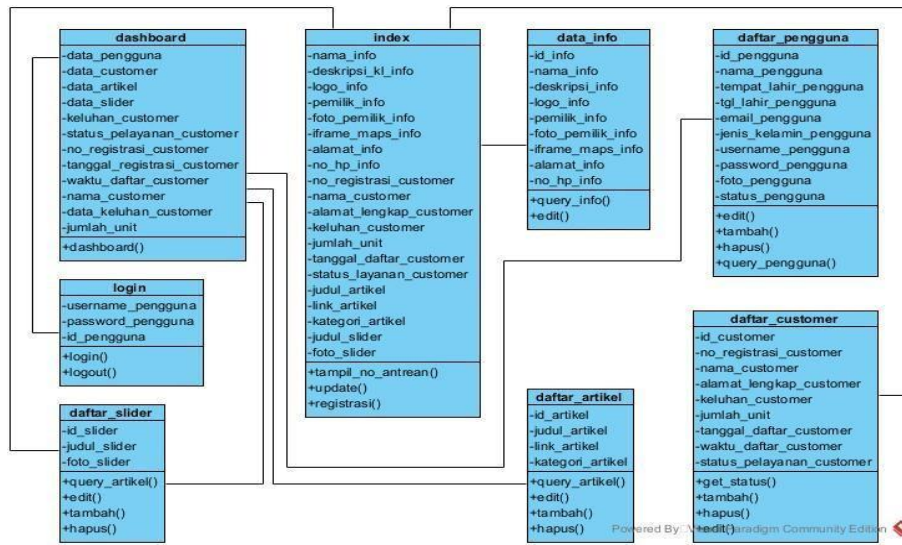 dashboard
-data_pengguna
-data_customer
-data_artikel
-data_slider
-keluhan_customer
-status_pelayanan_customer
-no_registrasi_customer
-tanggal_registrasi_customer
-waktu_daftar_customer
-nama_customer
-data_keluhan_customer
-jumlah_unit
+dashboard()
login
-username_pengguna
-password_pengguna
-id_pengguna
+login()
+logout()
daftar_slider
-id_slider
-judul_slider
-foto_slider
+query_artikel()
+edit()
+tambah()
+hapus()
index
-nama_info
-deskripsi_kl_info
-logo_info
-pemilik_info
-foto_pemilik_info
-iframe_maps_info
-alamat_info
-no_hp_info
-no_registrasi_customer
-nama_customer
-alamat_lengkap_customer
-keluhan_customer
-jumlah_unit
-tanggal_daftar_customer
-status_layanan_customer
-judul_artikel
-link_artikel
-kategori_artikel
-judul_slider
-foto_slider
+tampil_no_antrean()
+update()
+registrasi()
data_info
-id_info
-nama_info
-deskripsi_info
-logo_info
-pemilik_info
-foto_pemilik_info
-iframe_maps_info
-alamat_info
-no_hp_info
+query_info()
+edit()
daftar_artikel
-id_artikel
-judul_artikel
-link_artikel
-kategori_artikel
+query_artikel()
+edit()
+tambah()
+hapus()
daftar_pengguna
-id_pengguna
-nama_pengguna
-tempat_lahir_pengguna
-tgl_lahir_pengguna
-email_pengguna
-jenis_kelamin_pengguna
-username_pengguna
-password_pengguna
-foto_pengguna
-status_pengguna
+edit()
+tambah()
+hapus()
+query_pengguna()
daftar_customer
-id_customer
-no_registrasi_customer
-nama_customer
-alamat_lengkap_customer
-keluhan_customer
-jumlah_unit
-tanggal_daftar_customer
-waktu_daftar_customer
-status_pelayanan_customer
+get_status()
+tambah()
+hapus()
+edit()
Powered By Visual Paradigm Community Edition